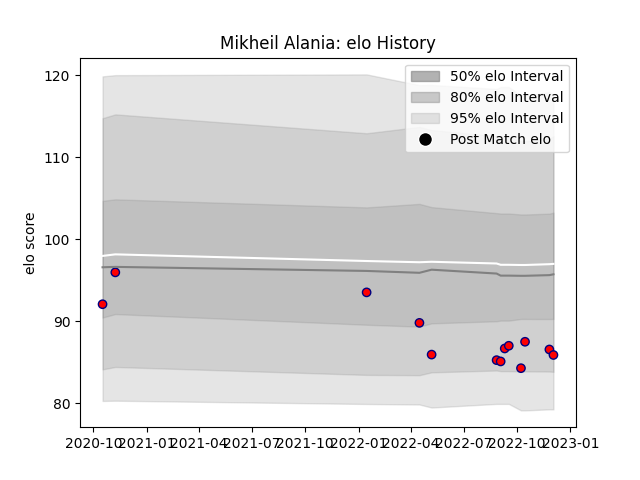 Mikheil Alania: elo History
50% elo Interval
80% elo Interval
95% elo Interval
Post Match elo
elo score
120
110
100
90
80
2020-10 2021-01 2021-04 2021-07 2021-10 2022-01 2022-04 2022-07 2022-10 2023-01